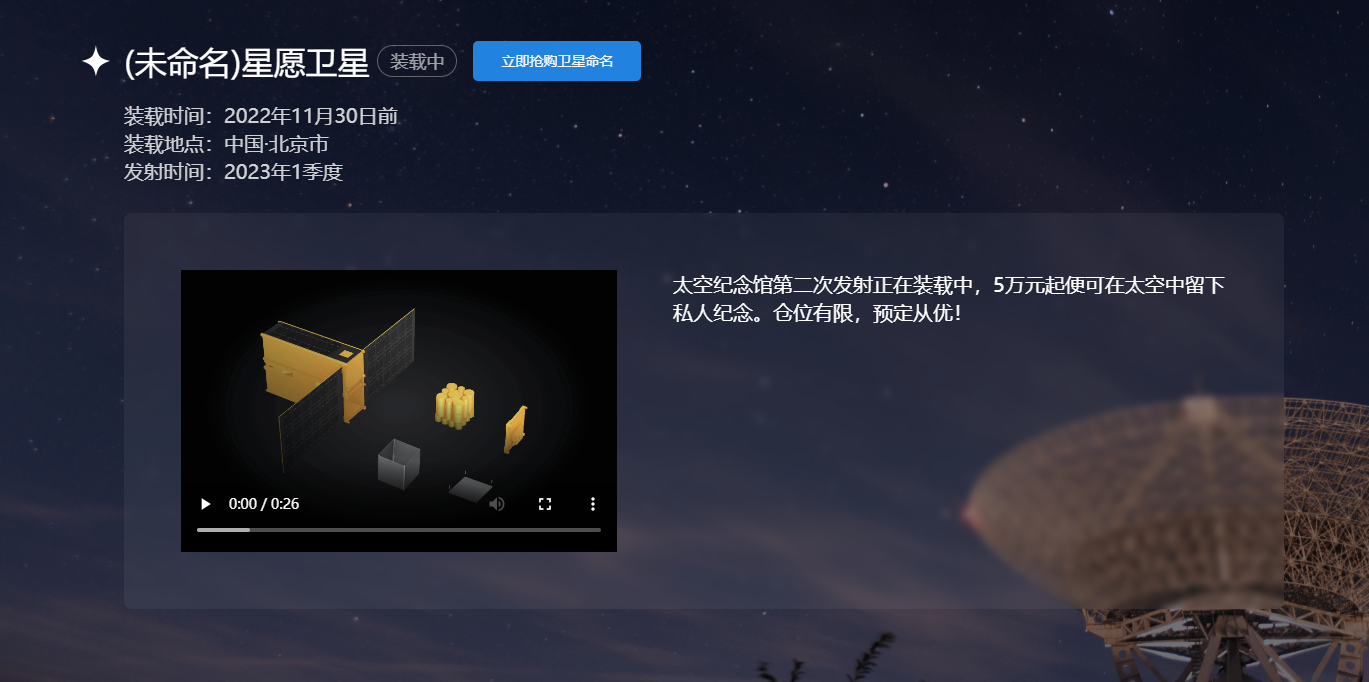 (未命名)星愿卫星 装载中 立即抢购卫星命名
装载时间：2022年11月30日前
装载地点：中国·北京市
发射时间：2023年1季度
太空纪念馆第二次发射正在装载中，5万元起便可在太空中留下
私人纪念。仓位有限，预定从优！
0:00 / 0:26